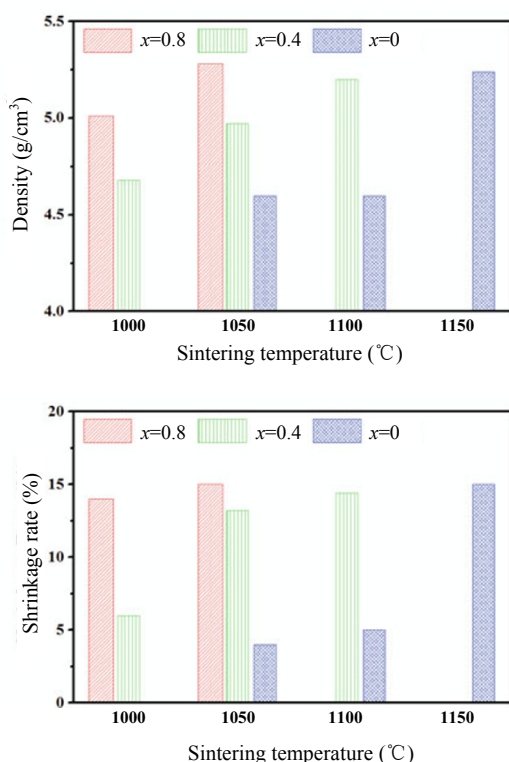 5.5
x=0.8 x=0.4 x=0
5.0
4.5
4.0
Density (g/cm³)
1000 1050 1100 1150
Sintering temperature (℃)
20
x=0.8 x=0.4 x=0
15
10
5
0
Shrinkage rate (%)
1000 1050 1100 1150
Sintering temperature (℃)